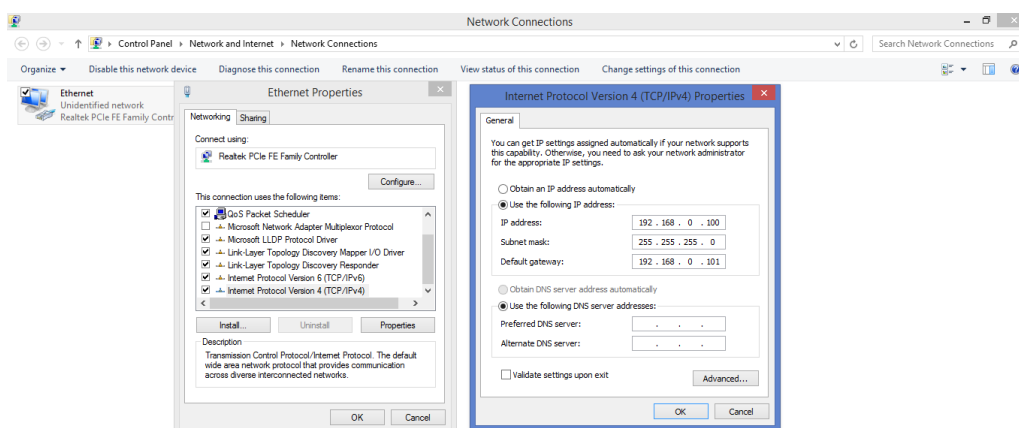 Network Connections
Control Panel Network and Internet Network Connections
Search Network Connections
Organize Disable this network device Diagnose this connection Rename this connection View status of this connection Change settings of this connection
Ethernet
Unidentified network
Realtek PCIe FE Family Contr
Ethernet Properties
Networking Sharing
Connect using:
Realtek PCIe FE Family Controller
Configure...
This connection uses the following items:
QoS Packet Scheduler
Microsoft Network Adapter Multiplexor Protocol
Microsoft LLDP Protocol Driver
Link-Layer Topology Discovery Mapper I/O Driver
Link-Layer Topology Discovery Responder
Internet Protocol Version 6 (TCP/IPv6)
Internet Protocol Version 4 (TCP/IPv4)
Install... Uninstall Properties
Description
Transmission Control Protocol/Internet Protocol. The default
wide area network protocol that provides communication
across diverse interconnected networks.
OK Cancel
Internet Protocol Version 4 (TCP/IPv4) Properties
General
You can get IP settings assigned automatically if your network supports
this capability. Otherwise, you need to ask your network administrator
for the appropriate IP settings.
Obtain an IP address automatically
Use the following IP address:
IP address: 192 . 168 . 0 . 100
Subnet mask: 255 . 255 . 255 . 0
Default gateway: 192 . 168 . 0 . 101
Obtain DNS server address automatically
Use the following DNS server addresses:
Preferred DNS server: . . .
Alternate DNS server: . . .
Validate settings upon exit
Advanced...
OK Cancel